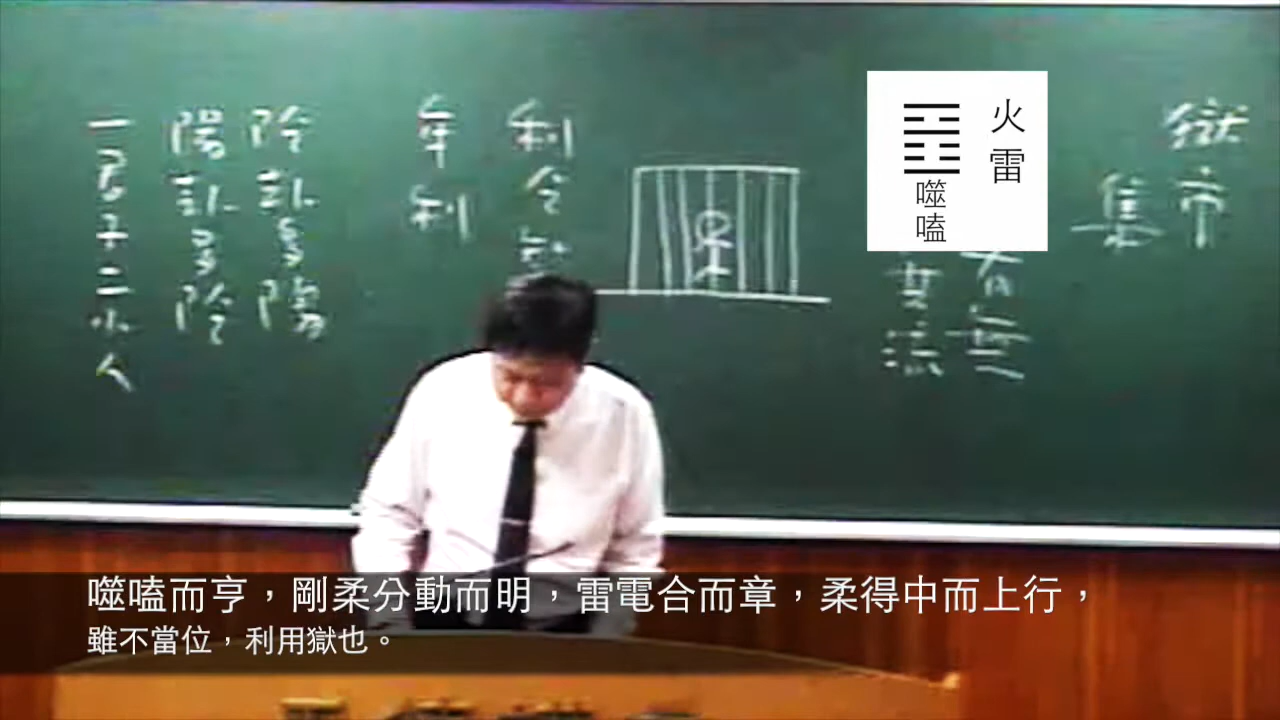 獄市
集
火雷
噬嗑
有無
法
利
年利
陰卦多陽
陽卦多陰
一君子二小人
噬嗑而亨，剛柔分動而明，雷電合而章，柔得中而上行，
雖不當位，利用獄也。